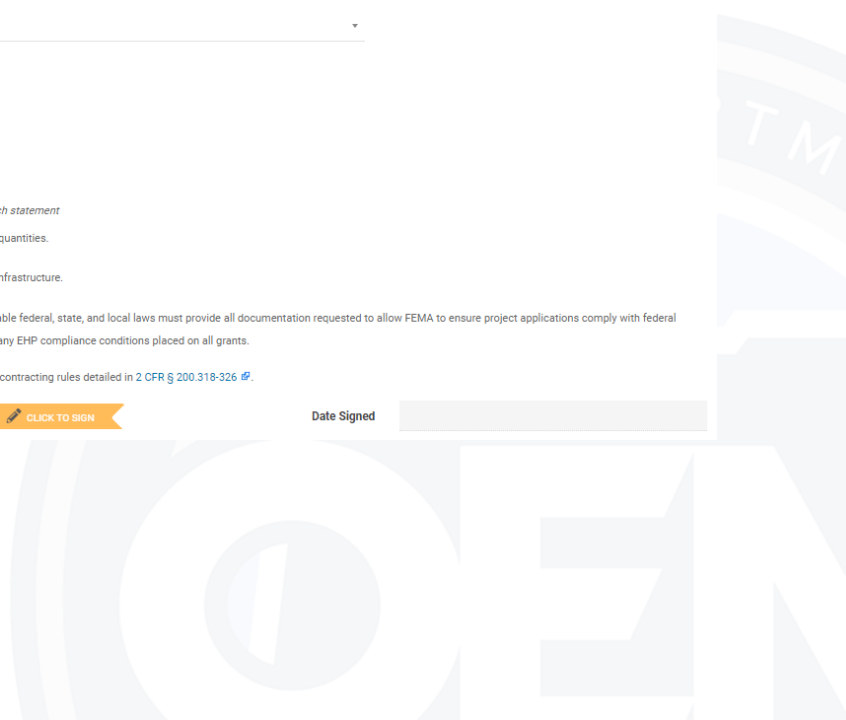 ch statement
quantities.
nfrastructure.
able federal, state, and local laws must provide all documentation requested to allow FEMA to ensure project applications comply with federal
any EHP compliance conditions placed on all grants.
contracting rules detailed in 2 CFR § 200.318-326.
CLICK TO SIGN Date Signed
TM
OEM